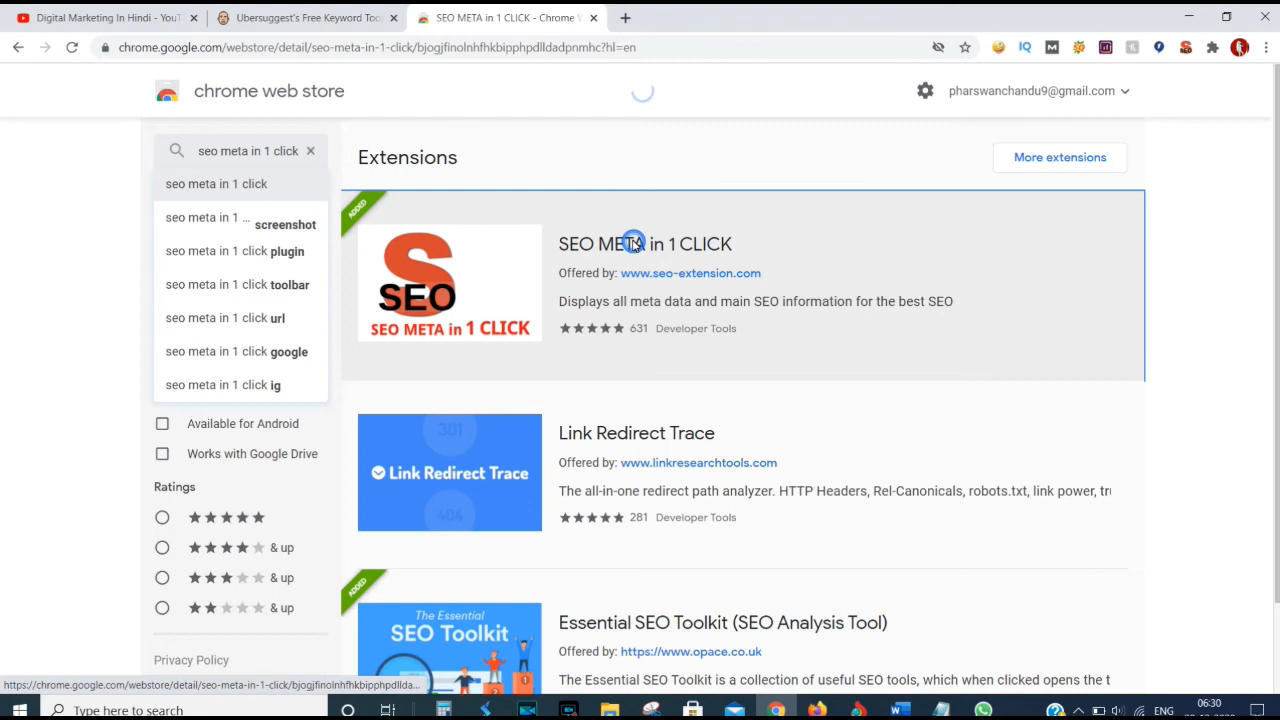 Digital Marketing In Hindi - YouT
Ubersuggest's Free Keyword Tool
SEO META in 1 CLICK - Chrome W
chrome.google.com/webstore/detail/seo-meta-in-1-click/bjogjfinolnhfhkbipphpdlldadpnmhc?hl=en
chrome web store
pharswanchandu9@gmail.com
seo meta in 1 click
Extensions
More extensions
seo meta in 1 click
seo meta in 1 ... screenshot
seo meta in 1 click plugin
seo meta in 1 click toolbar
seo meta in 1 click url
seo meta in 1 click google
seo meta in 1 click ig
Available for Android
Works with Google Drive
Ratings
& up
& up
& up
Privacy Policy
ADDED
S
SEO
SEO META in 1 CLICK
SEO META in 1 CLICK
Offered by: www.seo-extension.com
Displays all meta data and main SEO information for the best SEO
631 Developer Tools
301
Link Redirect Trace
404
Link Redirect Trace
Offered by: www.linkresearchtools.com
The all-in-one redirect path analyzer. HTTP Headers, Rel-Canonicals, robots.txt, link power, tr
281 Developer Tools
ADDED
The Essential
SEO Toolkit
Essential SEO Toolkit (SEO Analysis Tool)
Offered by: https://www.opace.co.uk
The Essential SEO Toolkit is a collection of useful SEO tools, which when clicked opens the t
https://chrome.google.com/webstore/detail/seo-meta-in-1-click/bjogjfinolnhfhkbipphpdllda...
Type here to search
ENG
06:30